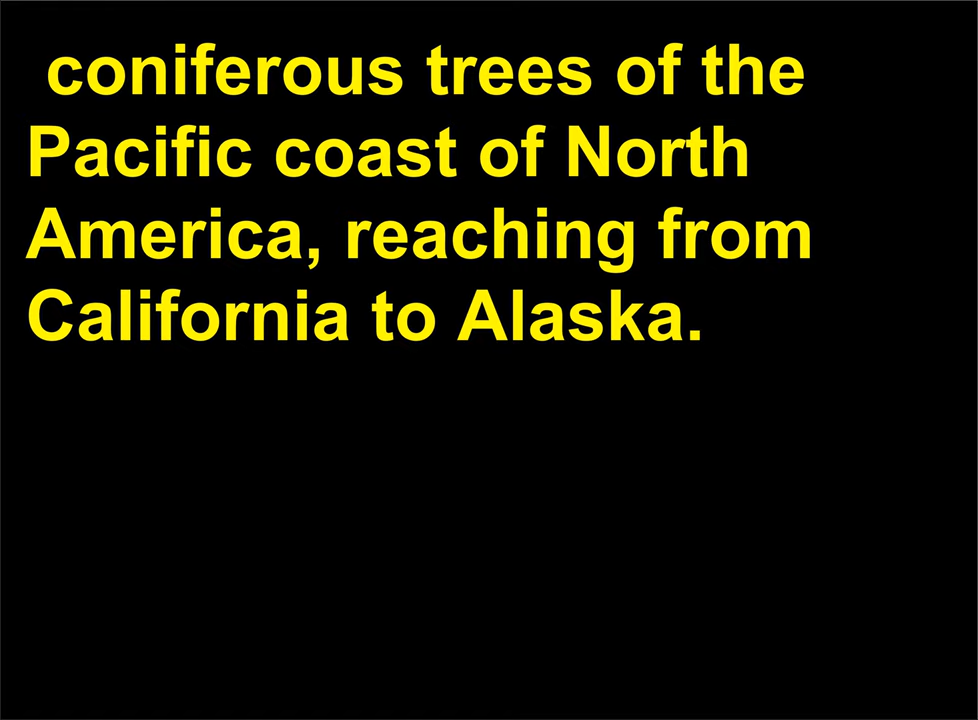 coniferous trees of the
Pacific coast of North
America, reaching from
California to Alaska.